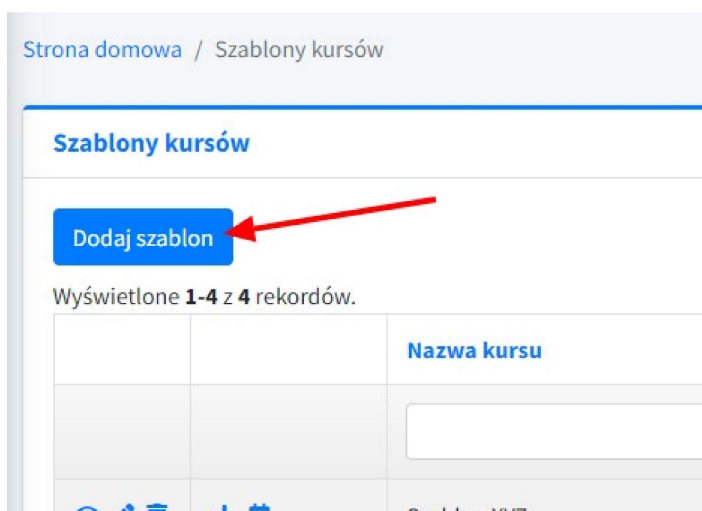 Strona domowa / Szablony kursów
Szablony kursów
Dodaj szablon
Wyświetlone 1-4 z 4 rekordów.
Nazwa kursu